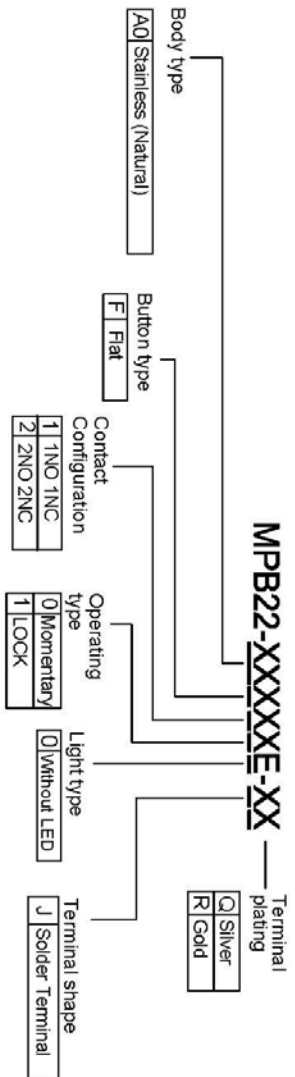 MPB22-XXXXXE-XX
Body type
A0 Stainless (Natural)
Button type
F Flat
Contact
Configuration
1 1NO 1NC
2 2NO 2NC
Operating
type
0 Momentary
1 LOCK
Light type
0 Without LED
Terminal shape
J Solder Terminal
Terminal
plating
Q Silver
R Gold